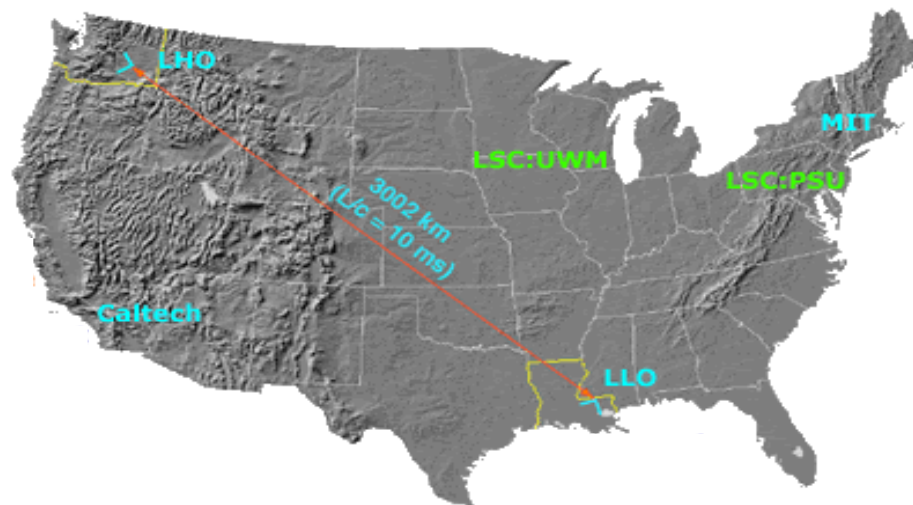 LHO
MIT
LSC:UWM
LSC:PSU
3002 km
(L/c = 10 ms)
Caltech
LLO